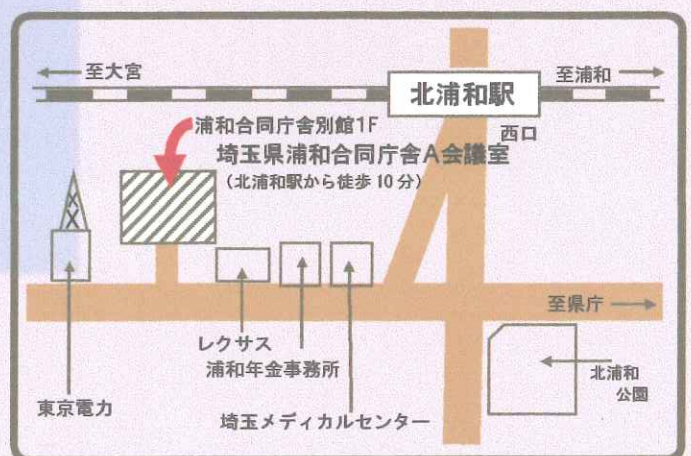 ←至大宮
至浦和→
北浦和駅
西口
浦和合同庁舎別館1F
埼玉県浦和合同庁舎A会議室
(北浦和駅から徒歩10分)
至県庁→
レクサス
浦和年金事務所
埼玉メディカルセンター
東京電力
北浦和
公園